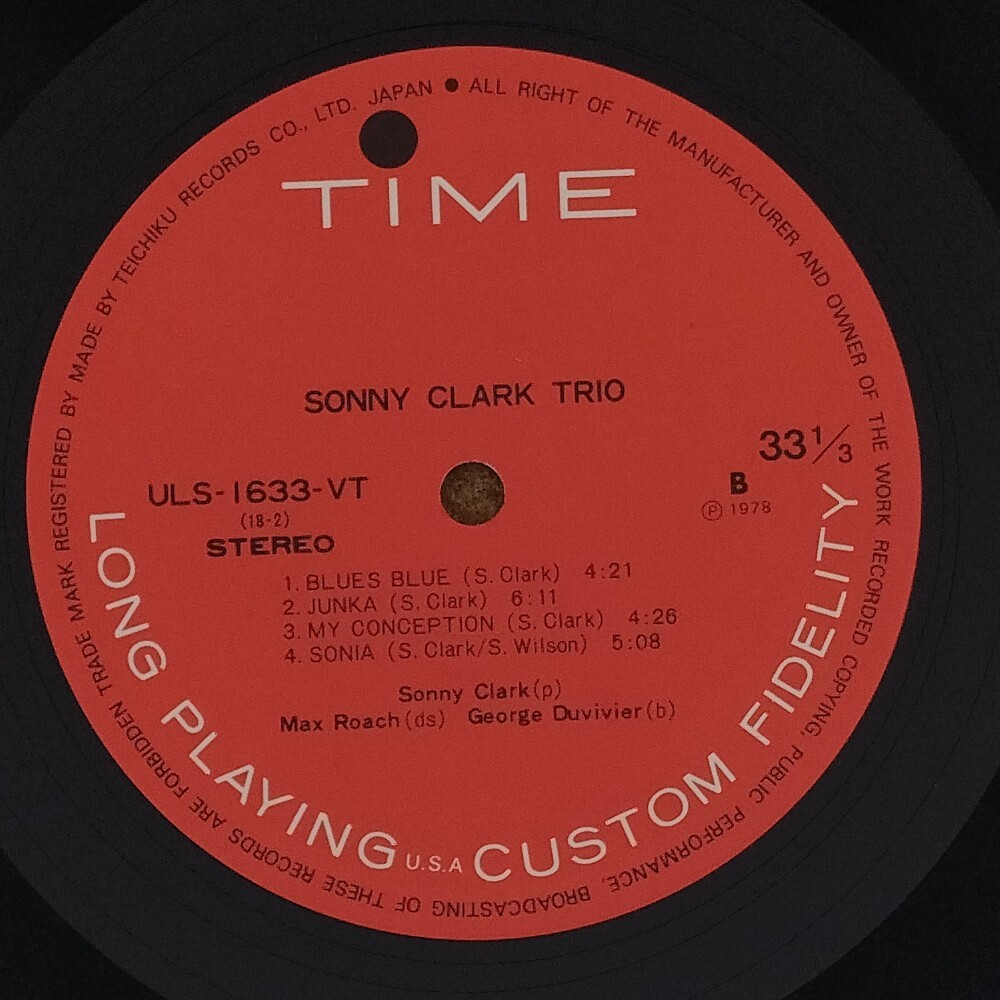 TRADE MARK REGISTERED BY MADE BY TEICHIKU RECORDS CO., LTD. JAPAN ● ALL RIGHT OF THE MANUFACTURER AND OWNER OF THE WORK RECORDED COPYING, PUBLIC PERFORMANCE, BROADCASTING OF THESE RECORDS ARE FORBIDDEN
TIME
SONNY CLARK TRIO
33 1/3
ULS-1633-VT
B
(18-2)
Ⓟ 1978
STEREO
1. BLUES BLUE (S. Clark) 4:21
2. JUNKA (S. Clark) 6:11
3. MY CONCEPTION (S. Clark) 4:26
4. SONIA (S. Clark/S. Wilson) 5:08
Sonny Clark(p)
Max Roach(ds) George Duvivier(b)
LONG PLAYING U.S.A CUSTOM FIDELITY